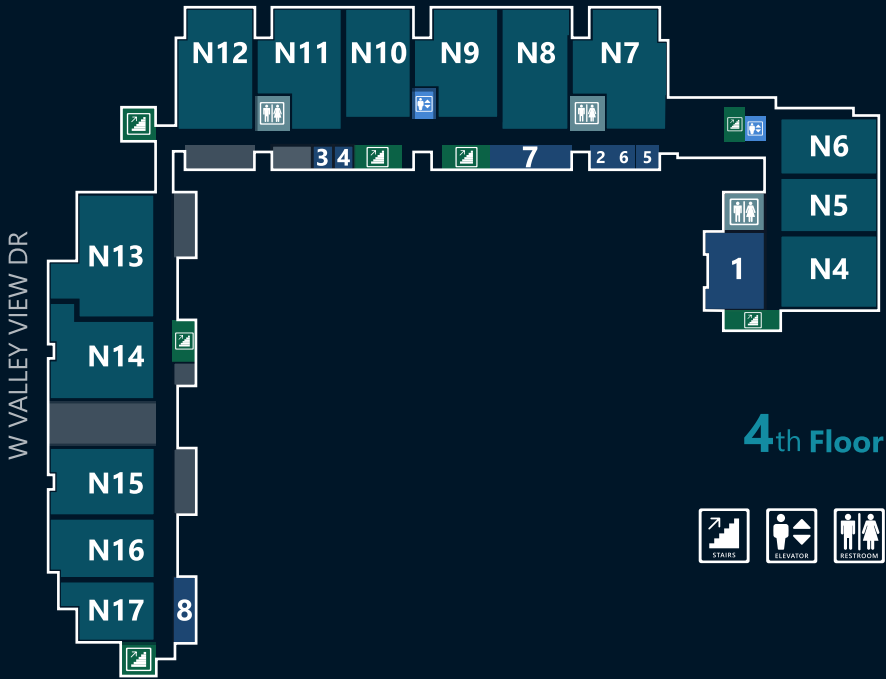 N12 N11 N10 N9 N8 N7
3 4 7 2 6 5
N6
N5
N4
1
N13
N14
N15
N16
N17
8
W VALLEY VIEW DR
4th Floor
STAIRS ELEVATOR RESTROOM